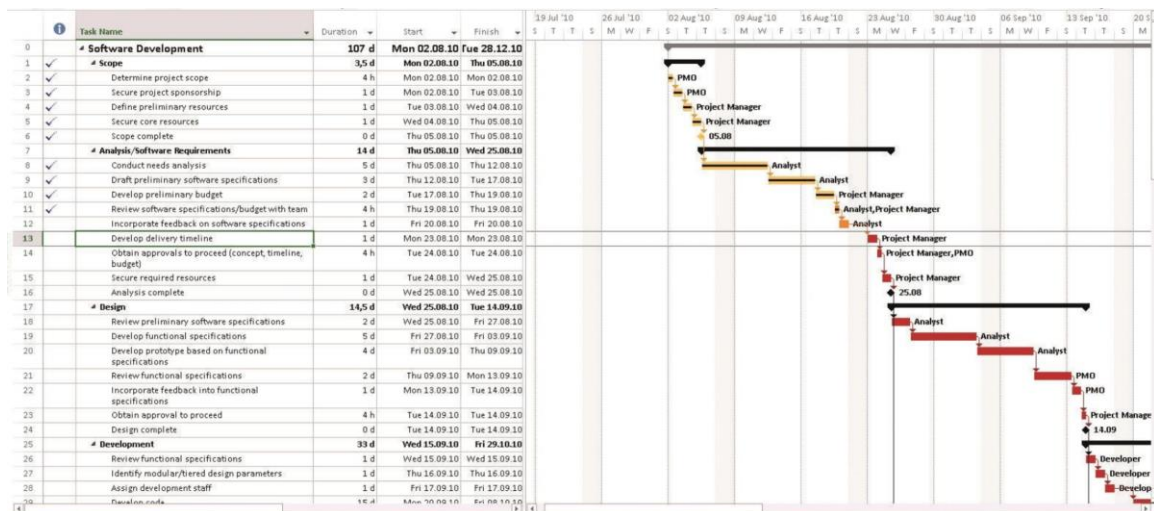 19 Jul '10 26 Jul '10 02 Aug '10 09 Aug '10 16 Aug '10 23 Aug '10 30 Aug '10 06 Sep '10 13 Sep '10 20 S
Task Name Duration Start Finish S T T S M W F S T T S M W F S T T S M W F S T T S M W F S T T S M
0 Software Development 107 d Mon 02.08.10 Tue 28.12.10
1 Scope 3,5 d Mon 02.08.10 Thu 05.08.10
2 Determine project scope 4 h Mon 02.08.10 Mon 02.08.10 PMO
3 Secure project sponsorship 1 d Mon 02.08.10 Tue 03.08.10 PMO
4 Define preliminary resources 1 d Tue 03.08.10 Wed 04.08.10 Project Manager
5 Secure core resources 1 d Wed 04.08.10 Thu 05.08.10 Project Manager
6 Scope complete 0 d Thu 05.08.10 Thu 05.08.10 05.08
7 Analysis/Software Requirements 14 d Thu 05.08.10 Wed 25.08.10
8 Conduct needs analysis 5 d Thu 05.08.10 Thu 12.08.10 Analyst
9 Draft preliminary software specifications 3 d Thu 12.08.10 Tue 17.08.10 Analyst
10 Develop preliminary budget 2 d Tue 17.08.10 Thu 19.08.10 Project Manager
11 Review software specifications/budget with team 4 h Thu 19.08.10 Thu 19.08.10 Analyst,Project Manager
12 Incorporate feedback on software specifications 1 d Fri 20.08.10 Fri 20.08.10 Analyst
13 Develop delivery timeline 1 d Mon 23.08.10 Mon 23.08.10 Project Manager
14 Obtain approvals to proceed (concept, timeline, 4 h Tue 24.08.10 Tue 24.08.10 Project Manager,PMO
budget)
15 Secure required resources 1 d Tue 24.08.10 Wed 25.08.10 Project Manager
16 Analysis complete 0 d Wed 25.08.10 Wed 25.08.10 25.08
17 Design 14,5 d Wed 25.08.10 Tue 14.09.10
18 Review preliminary software specifications 2 d Wed 25.08.10 Fri 27.08.10 Analyst
19 Develop functional specifications 5 d Fri 27.08.10 Fri 03.09.10 Analyst
20 Develop prototype based on functional 4 d Fri 03.09.10 Thu 09.09.10 Analyst
specifications
21 Review functional specifications 2 d Thu 09.09.10 Mon 13.09.10 PMO
22 Incorporate feedback into functional 1 d Mon 13.09.10 Tue 14.09.10 PMO
specifications
23 Obtain approval to proceed 4 h Tue 14.09.10 Tue 14.09.10 Project Manage
24 Design complete 0 d Tue 14.09.10 Tue 14.09.10 14.09
25 Development 33 d Wed 15.09.10 Fri 29.10.10
26 Review functional specifications 1 d Wed 15.09.10 Wed 15.09.10 Developer
27 Identify modular/tiered design parameters 1 d Thu 16.09.10 Thu 16.09.10 Developer
28 Assign development staff 1 d Fri 17.09.10 Fri 17.09.10 Develop
29 Develop code 15 d Mon 20.09.10 Fri 08.10.10